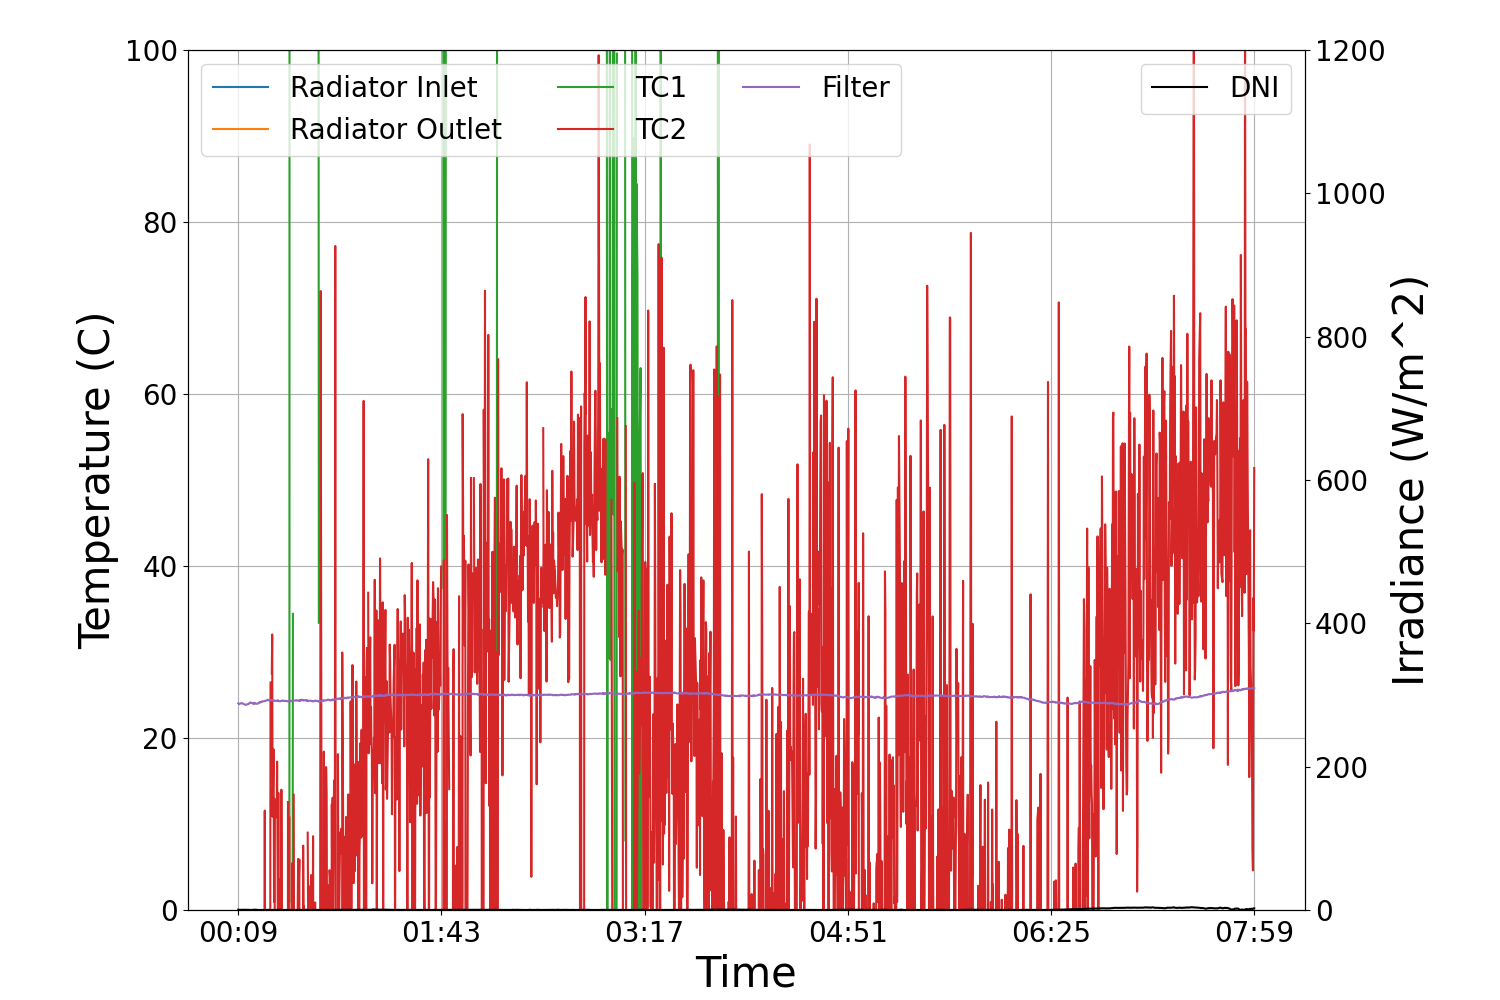 Radiator Inlet
Radiator Outlet
TC1
TC2
Filter
DNI
Temperature (C)
100
80
60
40
20
0
1200
1000
800
600
400
200
0
Irradiance (W/m^2)
00:09 01:43 03:17 04:51 06:25 07:59
Time